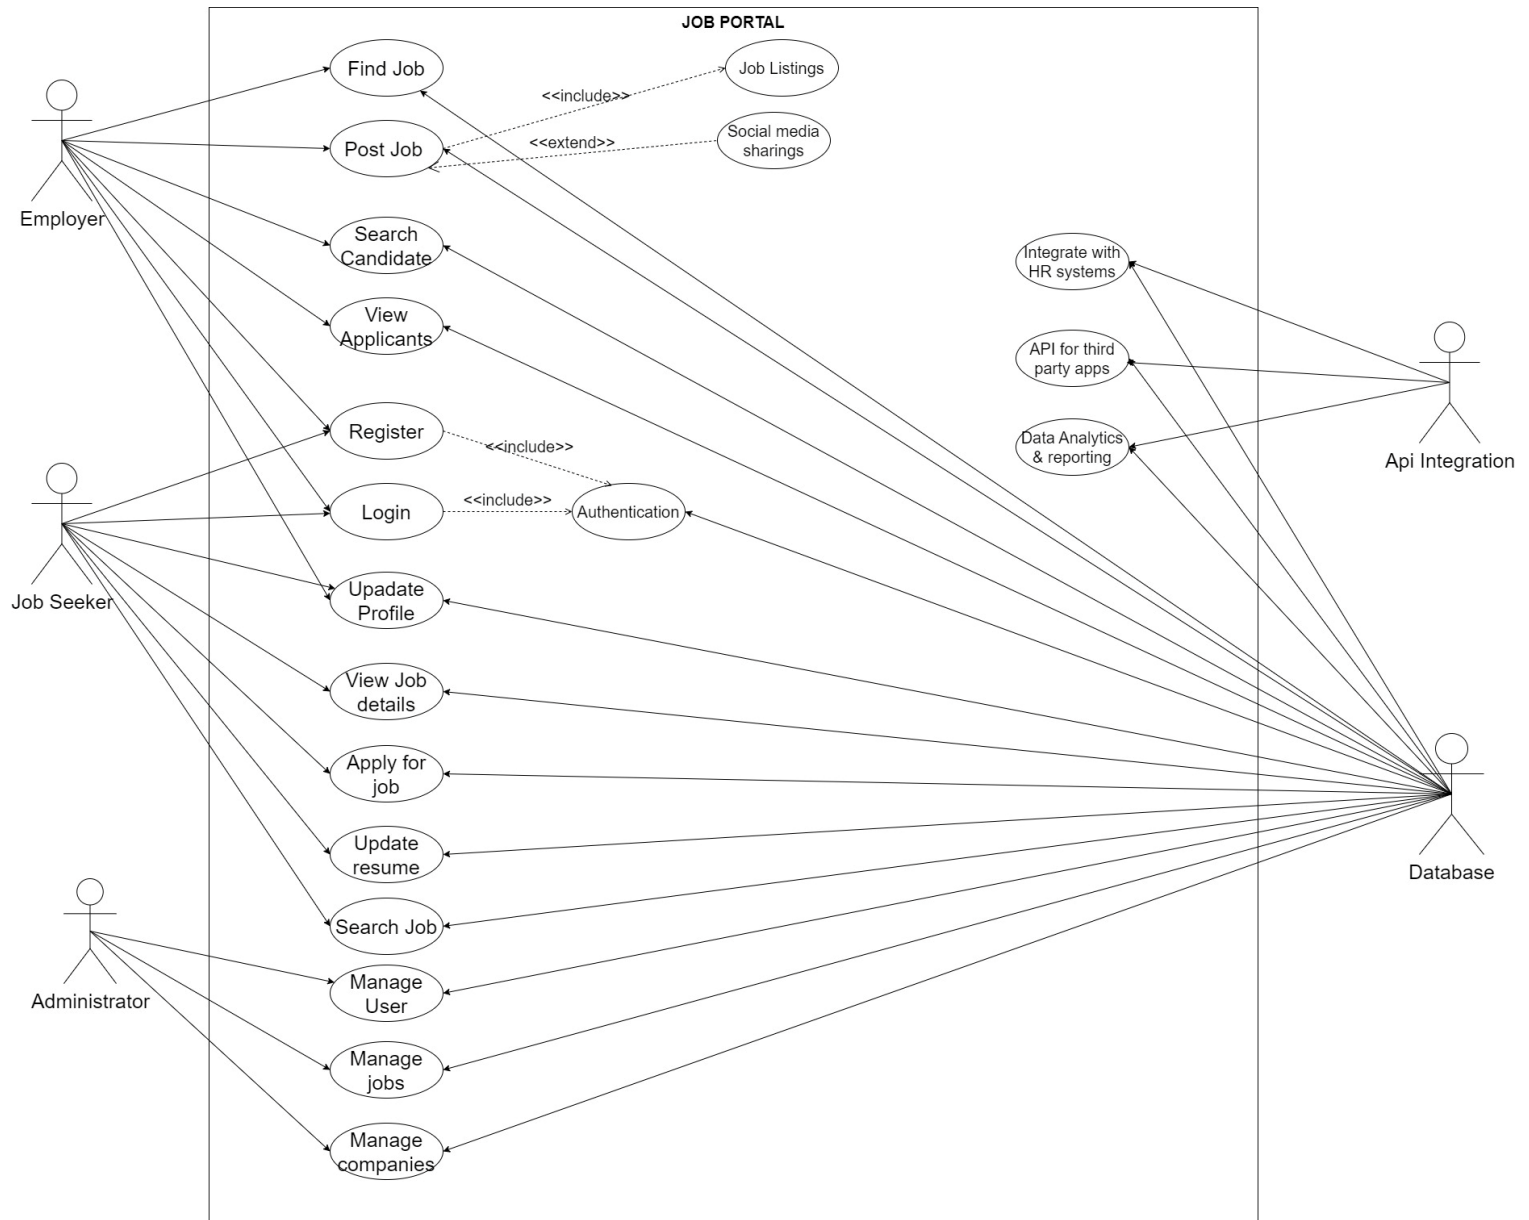 JOB PORTAL
Find Job
Job Listings
<<include>>
Post Job
<<extend>>
Social media
sharings
Employer
Search
Candidate
Integrate with
HR systems
View
Applicants
API for third
party apps
Register
<<include>>
Data Analytics
& reporting
Api Integration
Login
<<include>>
Authentication
Job Seeker
Upadate
Profile
View Job
details
Apply for
job
Update
resume
Database
Search Job
Administrator
Manage
User
Manage
jobs
Manage
companies